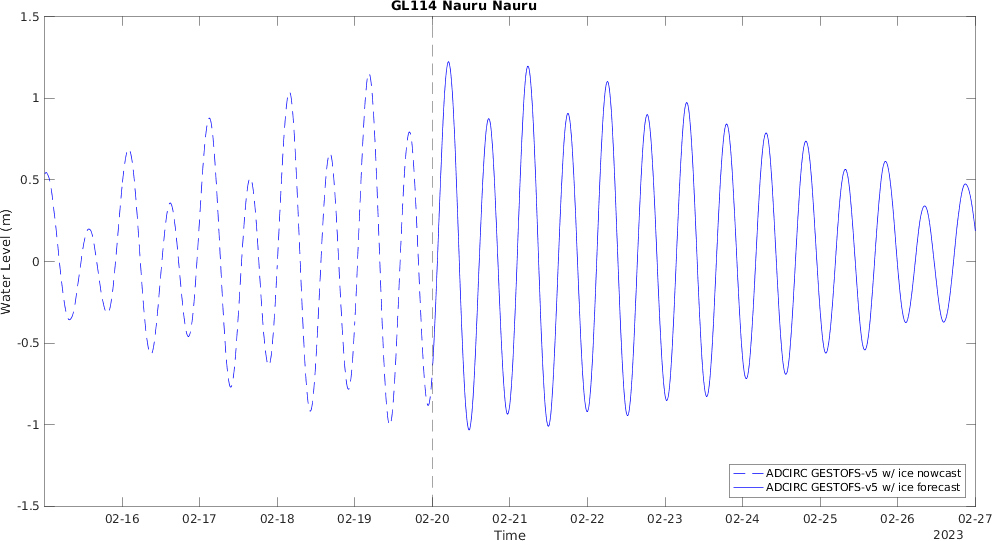 GL114 Nauru Nauru
1.5
1
0.5
0
-0.5
-1
-1.5
Water Level (m)
02-16 02-17 02-18 02-19 02-20 02-21 02-22 02-23 02-24 02-25 02-26 02-27
Time
2023
ADCIRC GESTOFS-v5 w/ ice nowcast
ADCIRC GESTOFS-v5 w/ ice forecast